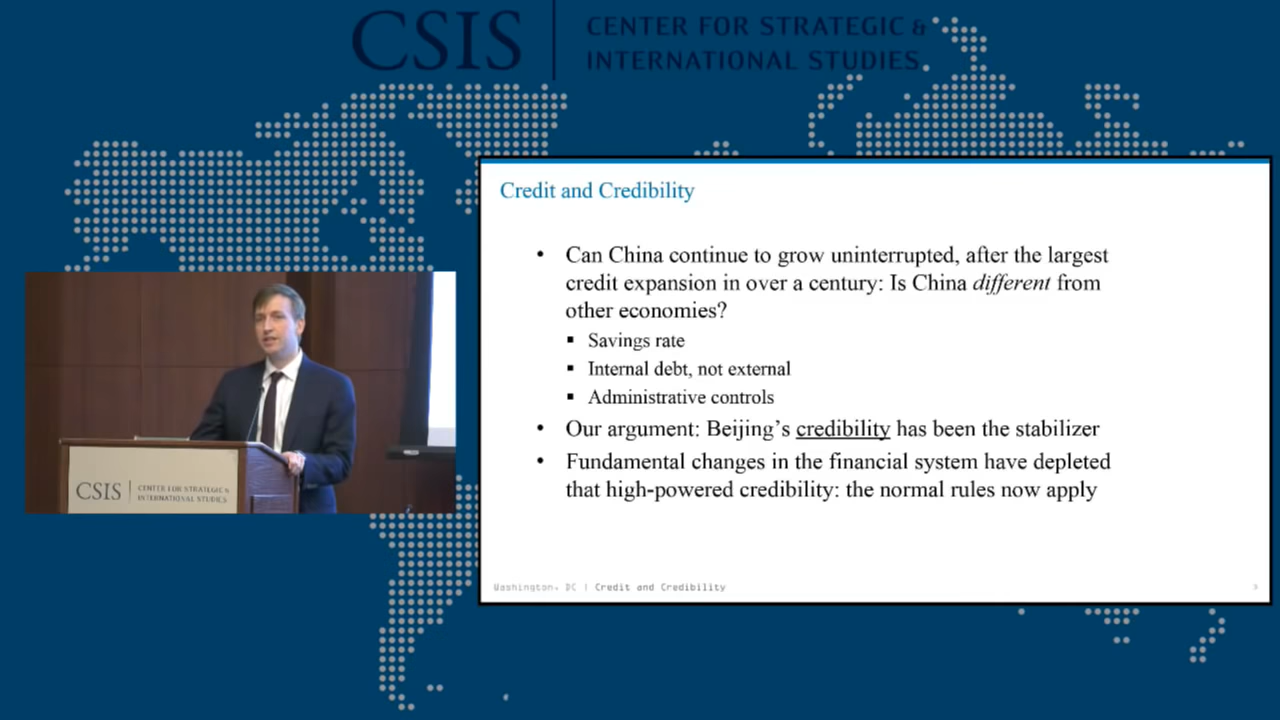 CSIS
CENTER FOR STRATEGIC &
INTERNATIONAL STUDIES
Credit and Credibility
• Can China continue to grow uninterrupted, after the largest
credit expansion in over a century: Is China different from
other economies?
▪ Savings rate
▪ Internal debt, not external
▪ Administrative controls
• Our argument: Beijing's credibility has been the stabilizer
• Fundamental changes in the financial system have depleted
that high-powered credibility: the normal rules now apply
Washington, DC | Credit and Credibility
CSIS
CENTER FOR STRATEGIC &
INTERNATIONAL STUDIES